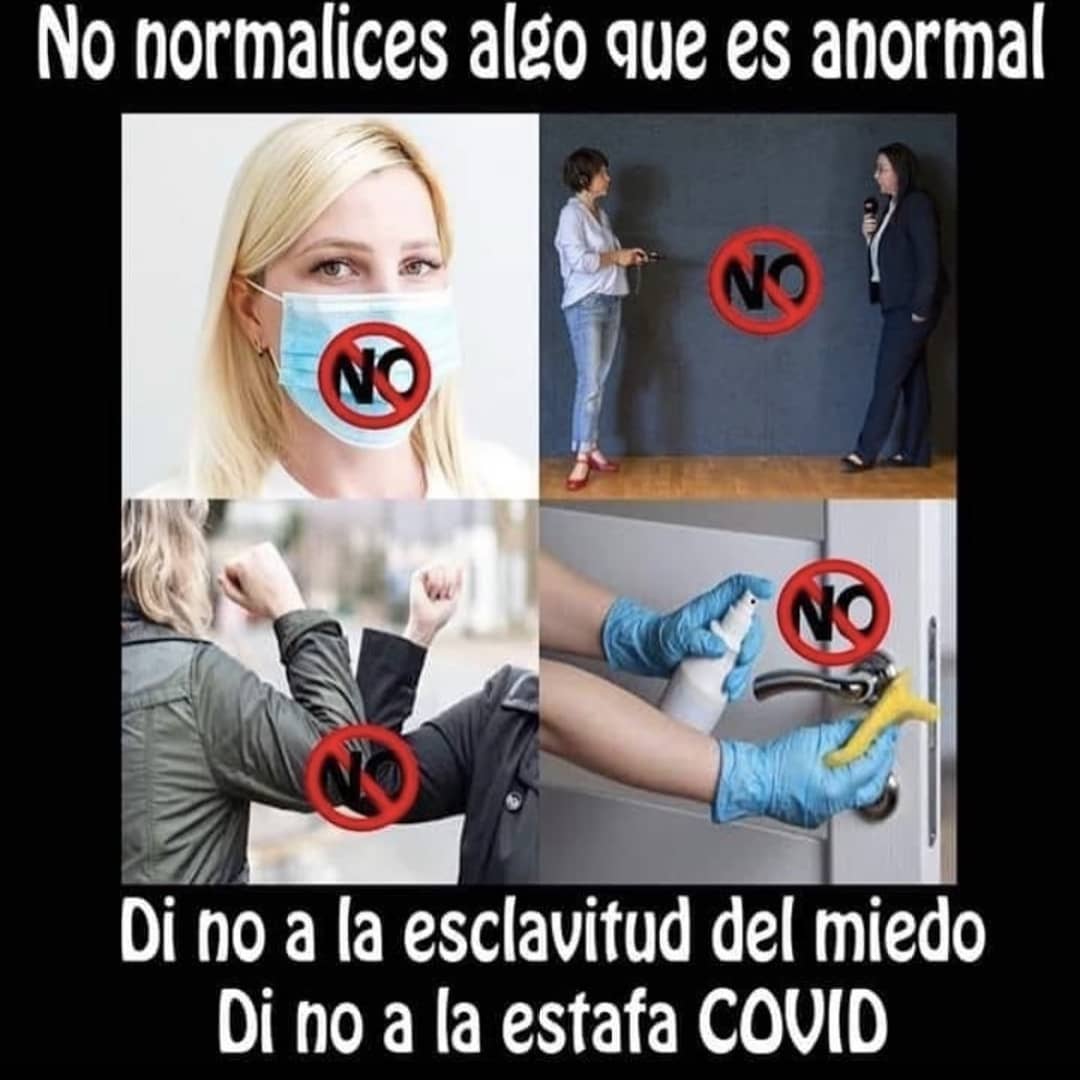 No normalices algo que es anormal
NO
NO
NO
NO
Di no a la esclavitud del miedo
Di no a la estafa COVID